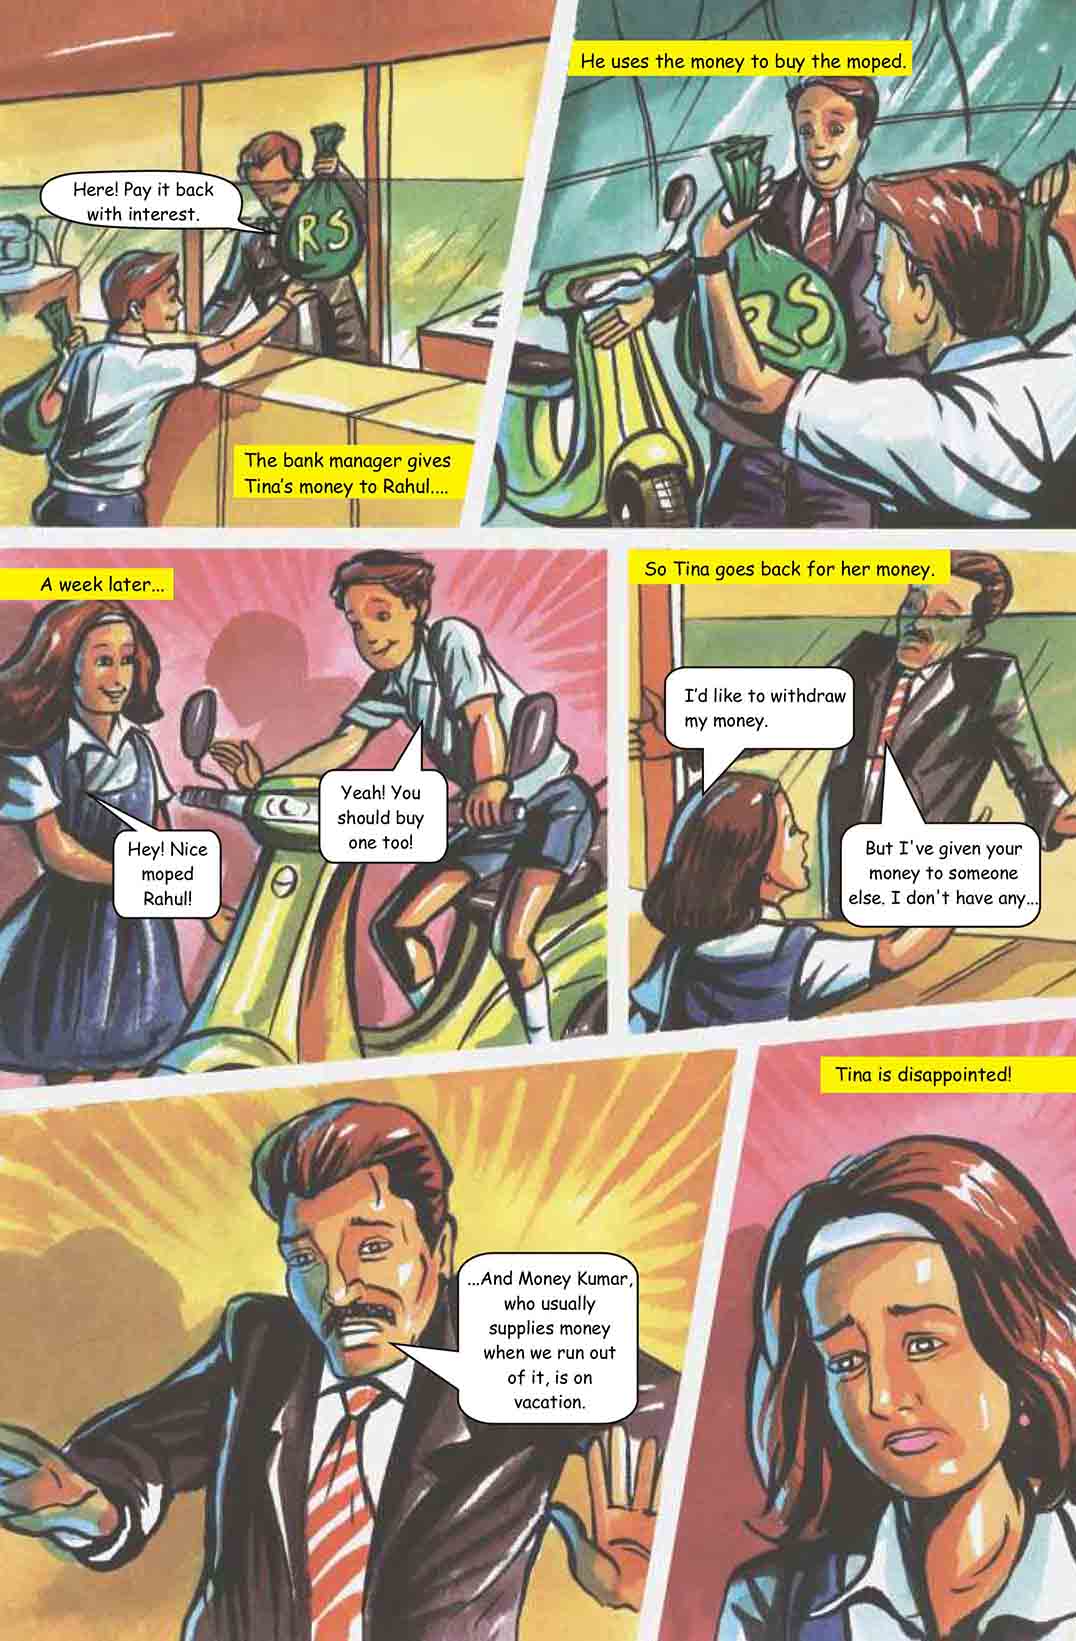 Here! Pay it back
with interest.
RS
The bank manager gives
Tina's money to Rahul....
He uses the money to buy the moped.
RS
A week later...
Hey! Nice
moped
Rahul!
Yeah! You
should buy
one too!
So Tina goes back for her money.
I'd like to withdraw
my money.
But I've given your
money to someone
else. I don't have any...
...And Money Kumar,
who usually
supplies money
when we run out
of it, is on
vacation.
Tina is disappointed!